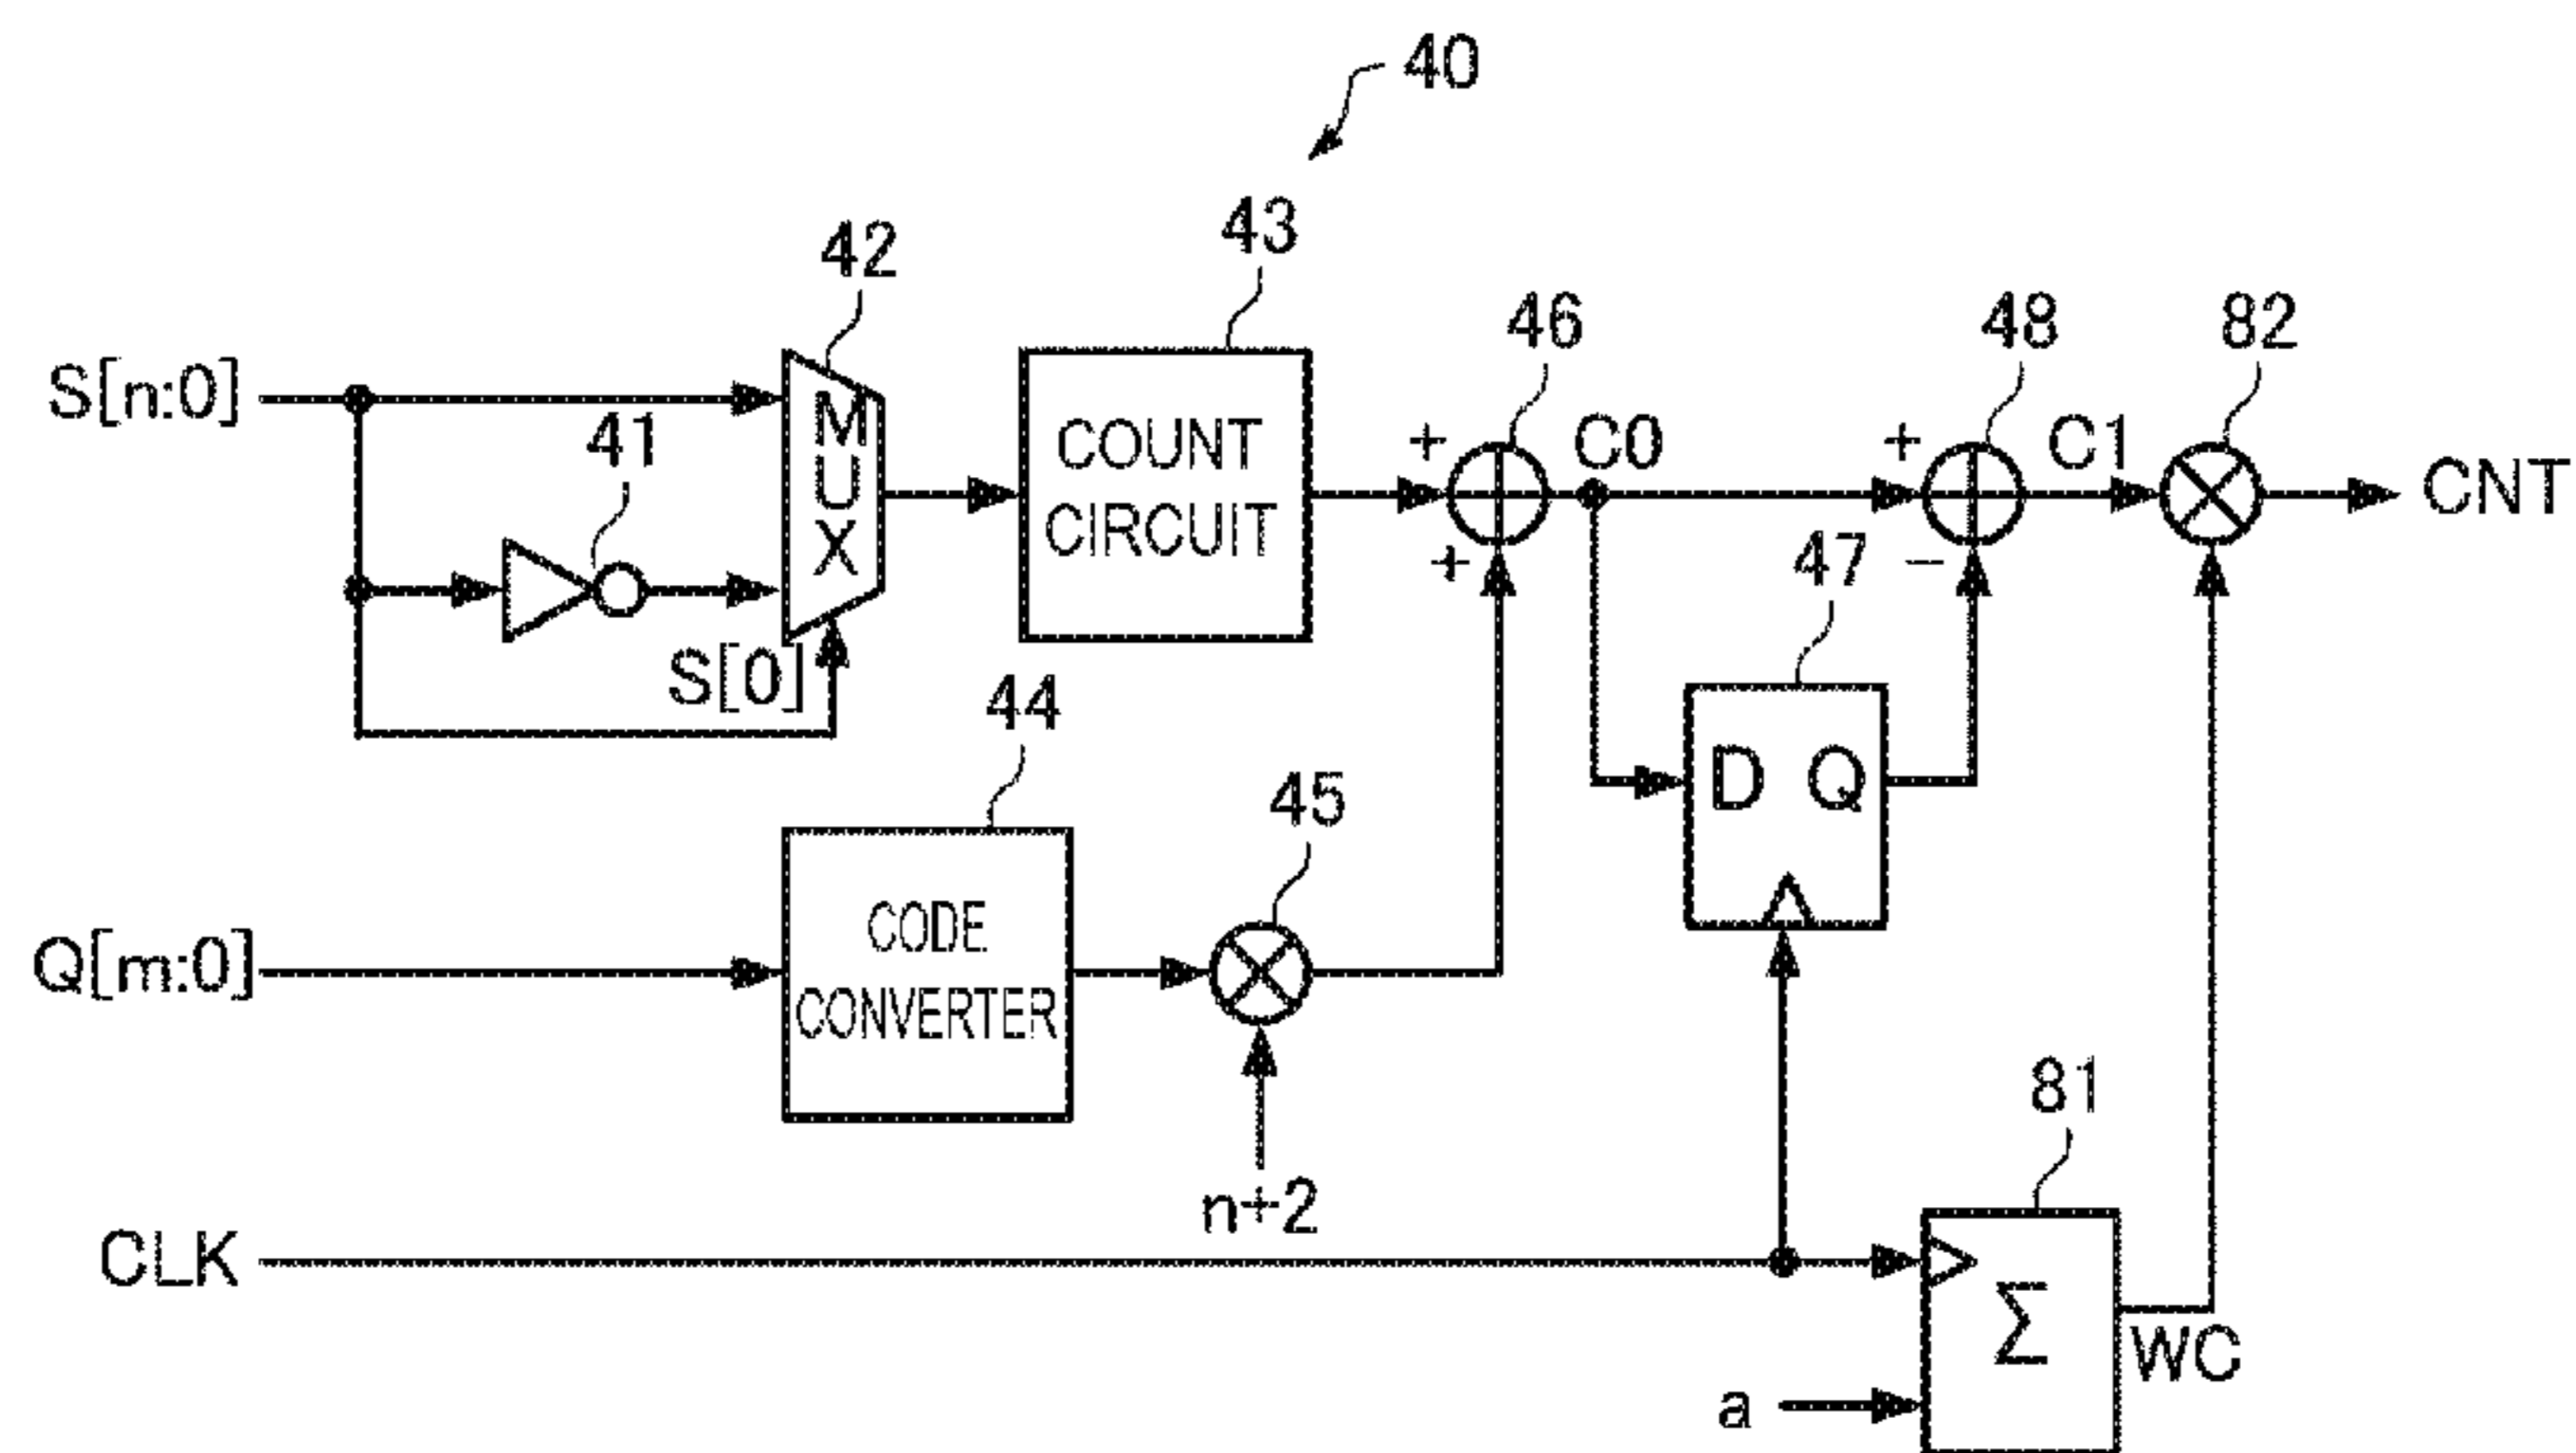 40
42
43
46
48
82
S[n:0]
41
MUX
COUNT
CIRCUIT
+
+
C0
+
−
C1
CNT
S[0]
47
44
45
D Q
Q[m:0]
CODE
CONVERTER
n+2
81
CLK
Σ
WC
a